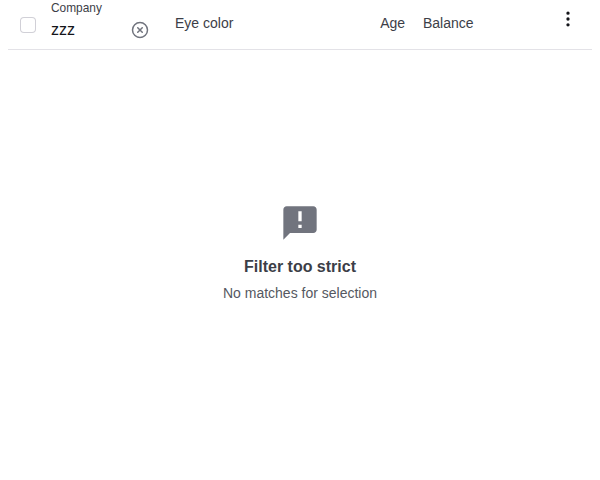 Company
zzz
Eye color
Age
Balance
Filter too strict
No matches for selection